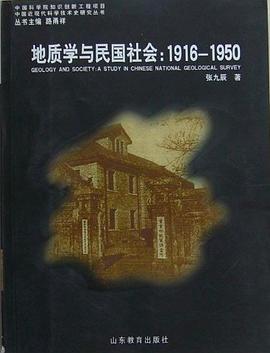 中国科学院知识创新工程项目
中国近现代科学技术史研究丛书
丛书主编 路甬祥
地质学与民国社会:1916-1950
GEOLOGY AND SOCIETY:A STUDY IN CHINESE NATIONAL GEOLOGICAL SURVEY
张九辰 著
山东教育出版社